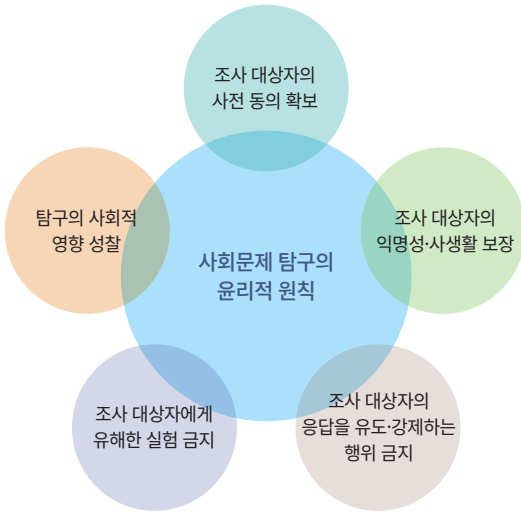 조사 대상자의
사전 동의 확보
탐구의 사회적
영향 성찰
조사 대상자의
익명성·사생활 보장
사회문제 탐구의
윤리적 원칙
조사 대상자에게
유해한 실험 금지
조사 대상자의
응답을 유도·강제하는
행위 금지